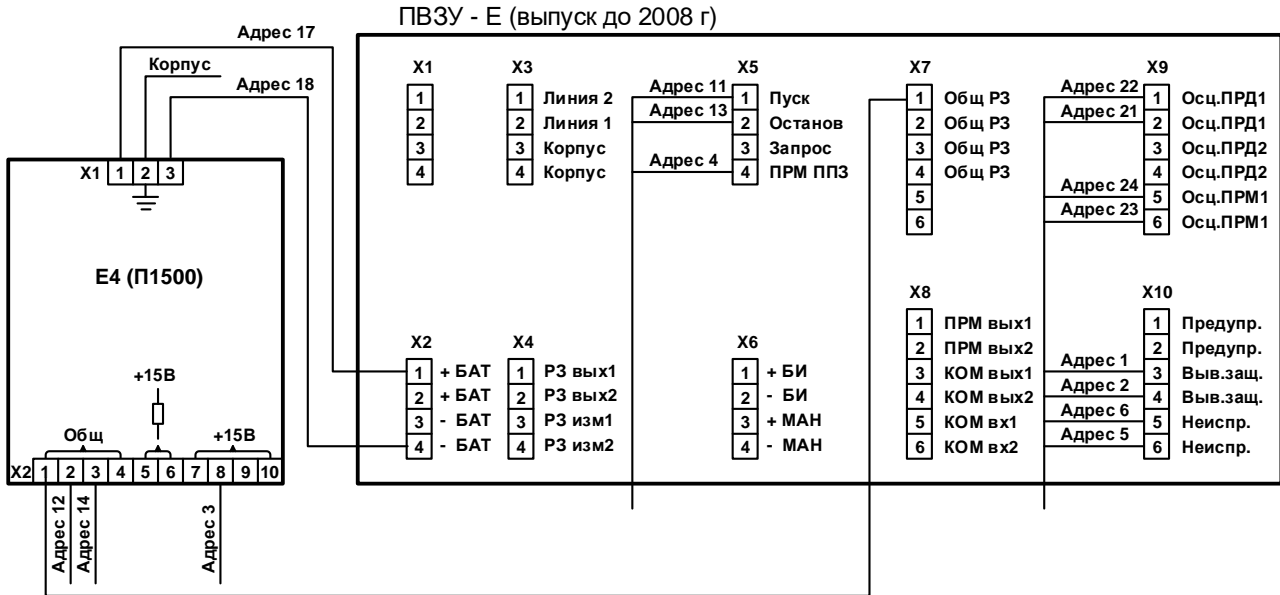 ПВЗУ - Е (выпуск до 2008 г)
Адрес 17
Корпус
Адрес 18
X1 1 2 3
Е4 (П1500)
+15В
Общ
+15В
X2 1 2 3 4 5 6 7 8 9 10
Адрес 12
Адрес 14
Адрес 3
X1
1
2
3
4
X3
1 Линия 2
2 Линия 1
3 Корпус
4 Корпус
X5
Адрес 11 1 Пуск
Адрес 13 2 Останов
3 Запрос
Адрес 4 4 ПРМ ППЗ
X7
1 Общ РЗ
2 Общ РЗ
3 Общ РЗ
4 Общ РЗ
5
6
X9
Адрес 22 1 Осц.ПРД1
Адрес 21 2 Осц.ПРД1
3 Осц.ПРД2
4 Осц.ПРД2
Адрес 24 5 Осц.ПРМ1
Адрес 23 6 Осц.ПРМ1
X2
1 + БАТ
2 + БАТ
3 - БАТ
4 - БАТ
X4
1 РЗ вых1
2 РЗ вых2
3 РЗ изм1
4 РЗ изм2
X6
1 + БИ
2 - БИ
3 + МАН
4 - МАН
X8
1 ПРМ вых1
2 ПРМ вых2
3 КОМ вых1
4 КОМ вых2
5 КОМ вх1
6 КОМ вх2
X10
1 Предупр.
2 Предупр.
Адрес 1 3 Выв.защ.
Адрес 2 4 Выв.защ.
Адрес 6 5 Неиспр.
Адрес 5 6 Неиспр.